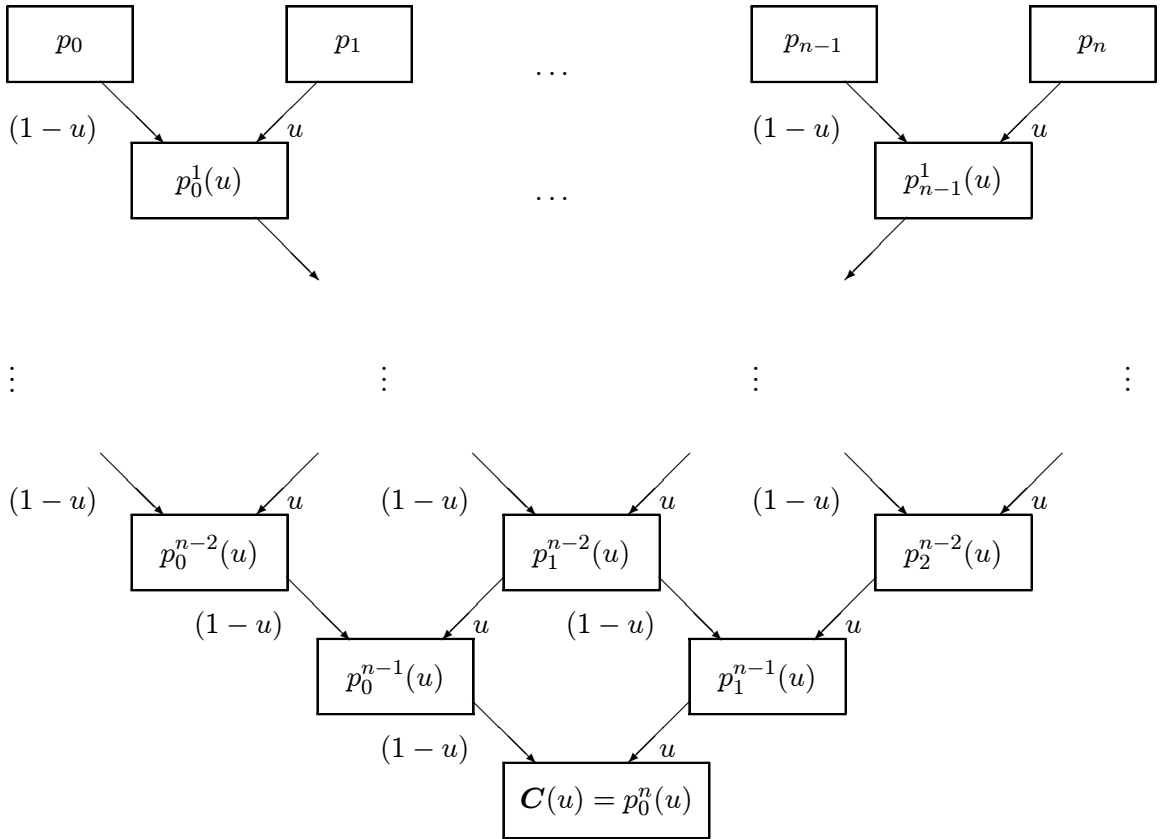 p_0 p_1 … p_{n-1} p_n
(1 − u) u (1 − u) u
p_0^1(u) … p_{n-1}^1(u)
⋮ ⋮ ⋮ ⋮
(1 − u) u (1 − u) u (1 − u) u
p_0^{n-2}(u) p_1^{n-2}(u) p_2^{n-2}(u)
(1 − u) u (1 − u) u
p_0^{n-1}(u) p_1^{n-1}(u)
(1 − u) u
C(u) = p_0^n(u)